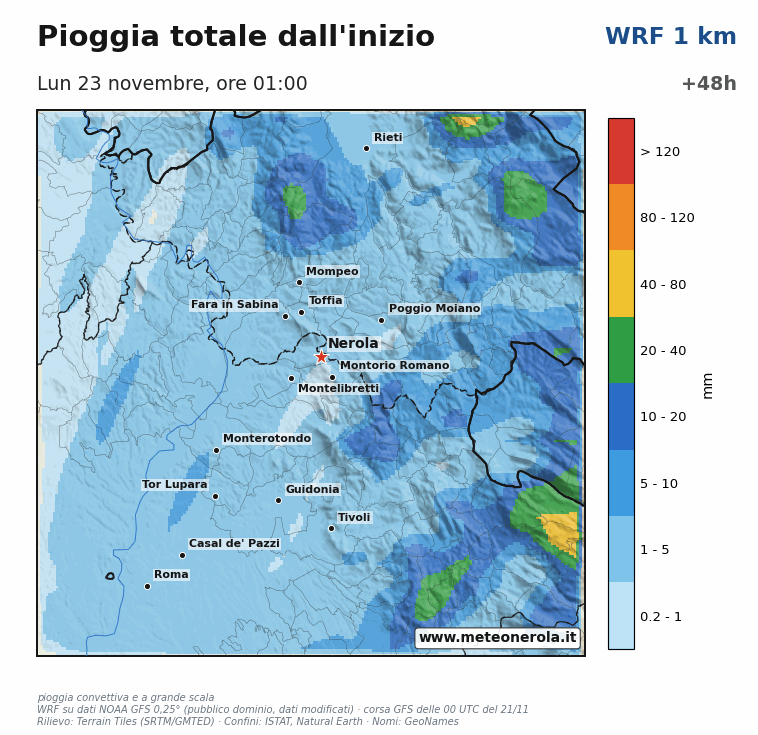 Pioggia totale dall'inizio
WRF 1 km
Lun 23 novembre, ore 01:00
+48h
Rieti
Mompeo
Fara in Sabina
Toffia
Poggio Moiano
Nerola
Montorio Romano
Montelibretti
Monterotondo
Tor Lupara
Guidonia
Tivoli
Casal de' Pazzi
Roma
www.meteonerola.it
> 120
80 - 120
40 - 80
20 - 40
10 - 20
5 - 10
1 - 5
0.2 - 1
mm
pioggia convettiva e a grande scala
WRF su dati NOAA GFS 0,25° (pubblico dominio, dati modificati) · corsa GFS delle 00 UTC del 21/11
Rilievo: Terrain Tiles (SRTM/GMTED) · Confini: ISTAT, Natural Earth · Nomi: GeoNames